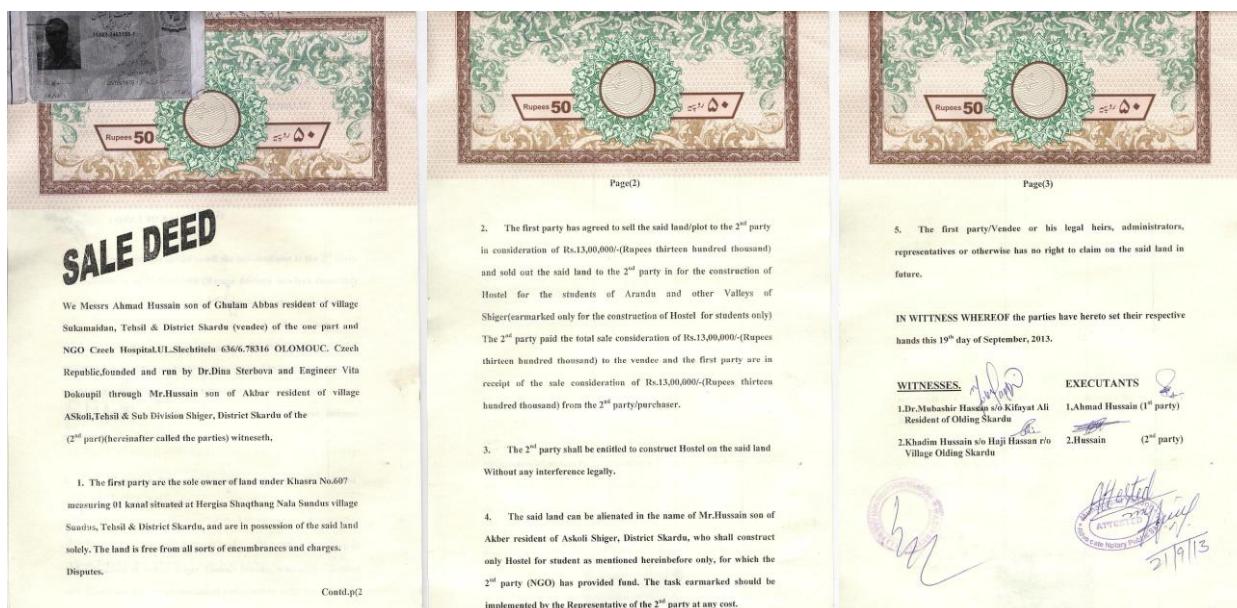 Rupees 50 روپیہ ۵۰
SALE DEED
We Messrs Ahmad Hussain son of Ghulam Abbas resident of village
Sukamaidan, Tehsil & District Skardu (vendee) of the one part and
NGO Czech Hospital.UL.Slechtitelu 636/6.78316 OLOMOUC. Czech
Republic,founded and run by Dr.Dina Sterbova and Engineer Vita
Dokoupil through Mr.Hussain son of Akbar resident of village
ASkoli,Tehsil & Sub Division Shiger, District Skardu of the
(2nd part)(hereinafter called the parties) witneseth,
1. The first party are the sole owner of land under Khasra No.607
measuring 01 kanal situated at Hergisa Shaqthang Nala Sundus village
Sundus, Tehsil & District Skardu, and are in possession of the said land
solely. The land is free from all sorts of encumbrances and charges.
Disputes.
Contd.p(2
Rupees 50 روپیہ ۵۰
Page(2)
2. The first party has agreed to sell the said land/plot to the 2nd party
in consideration of Rs.13,00,000/-(Rupees thirteen hundred thousand)
and sold out the said land to the 2nd party in for the construction of
Hostel for the students of Arandu and other Valleys of
Shiger(earmarked only for the construction of Hostel for students only)
The 2nd party paid the total sale consideration of Rs.13,00,000/-(Rupees
thirteen hundred thousand) to the vendee and the first party are in
receipt of the sale consideration of Rs.13,00,000/-(Rupees thirteen
hundred thousand) from the 2nd party/purchaser.
3. The 2nd party shall be entitled to construct Hostel on the said land
Without any interference legally.
4. The said land can be alienated in the name of Mr.Hussain son of
Akber resident of Askoli Shiger, District Skardu, who shall construct
only Hostel for student as mentioned hereinbefore only, for which the
2nd party (NGO) has provided fund. The task earmarked should be
implemented by the Representative of the 2nd party at any cost.
Rupees 50 روپیہ ۵۰
Page(3)
5. The first party/Vendee or his legal heirs, administrators,
representatives or otherwise has no right to claim on the said land in
future.
IN WITTNESS WHEREOF the parties have hereto set their respective
hands this 19th day of September, 2013.
WITNESSES. EXECUTANTS
1.Dr.Mubashir Hassan s/o Kifayat Ali 1,Ahmad Hussain (1st party)
Resident of Olding Skardu
2.Khadim Hussain s/o Haji Hassan r/o 2.Hussain (2nd party)
Village Olding Skardu
Attested
ATTESTED
21/9/13